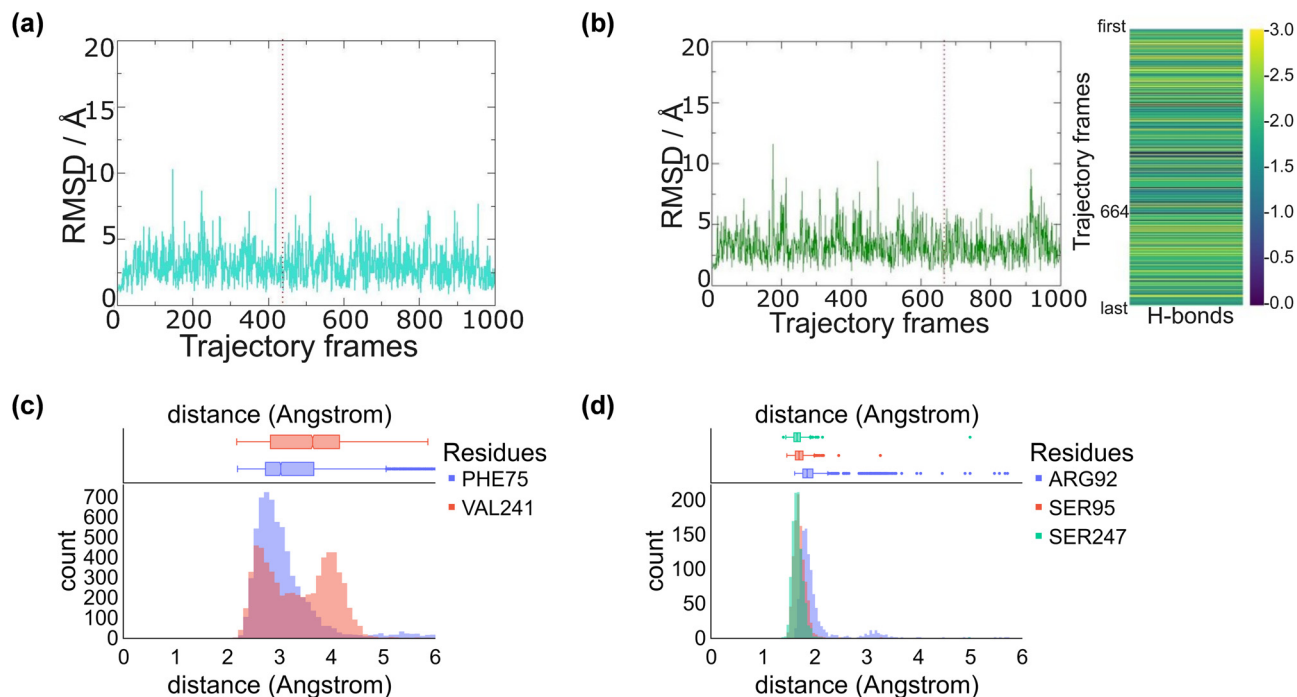 (a)
20
15
10
5
0
RMSD / Å
0 200 400 600 800 1000
Trajectory frames
(b)
20
15
10
5
0
RMSD / Å
0 200 400 600 800 1000
Trajectory frames
first
664
last
Trajectory frames
H-bonds
3.0
2.5
2.0
1.5
1.0
0.5
0.0
(c)
distance (Angstrom)
Residues
PHE75
VAL241
700
600
500
400
300
200
100
0
count
0 1 2 3 4 5 6
distance (Angstrom)
(d)
distance (Angstrom)
Residues
ARG92
SER95
SER247
200
150
100
50
0
count
0 1 2 3 4 5 6
distance (Angstrom)